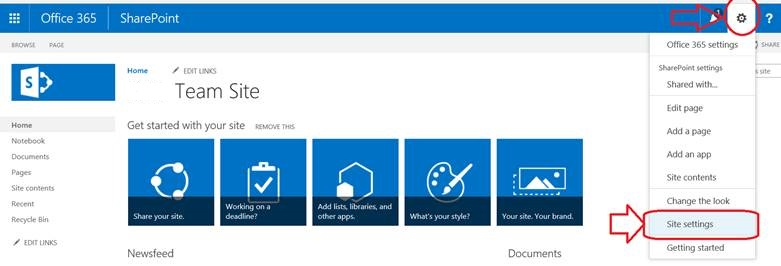 Office 365
SharePoint
1
?
BROWSE
PAGE
SHARE
Office 365 settings
SharePoint settings
Shared with...
Edit page
Add a page
Add an app
Site contents
Change the look
Site settings
Getting started
S
Home
EDIT LINKS
site
Team Site
Home
Notebook
Documents
Pages
Site contents
Recent
Recycle Bin
EDIT LINKS
Get started with your site
REMOVE THIS
Share your site.
Working on a
deadline?
Add lists, libraries, and
other apps.
What's your style?
Your site. Your brand.
Newsfeed
Documents